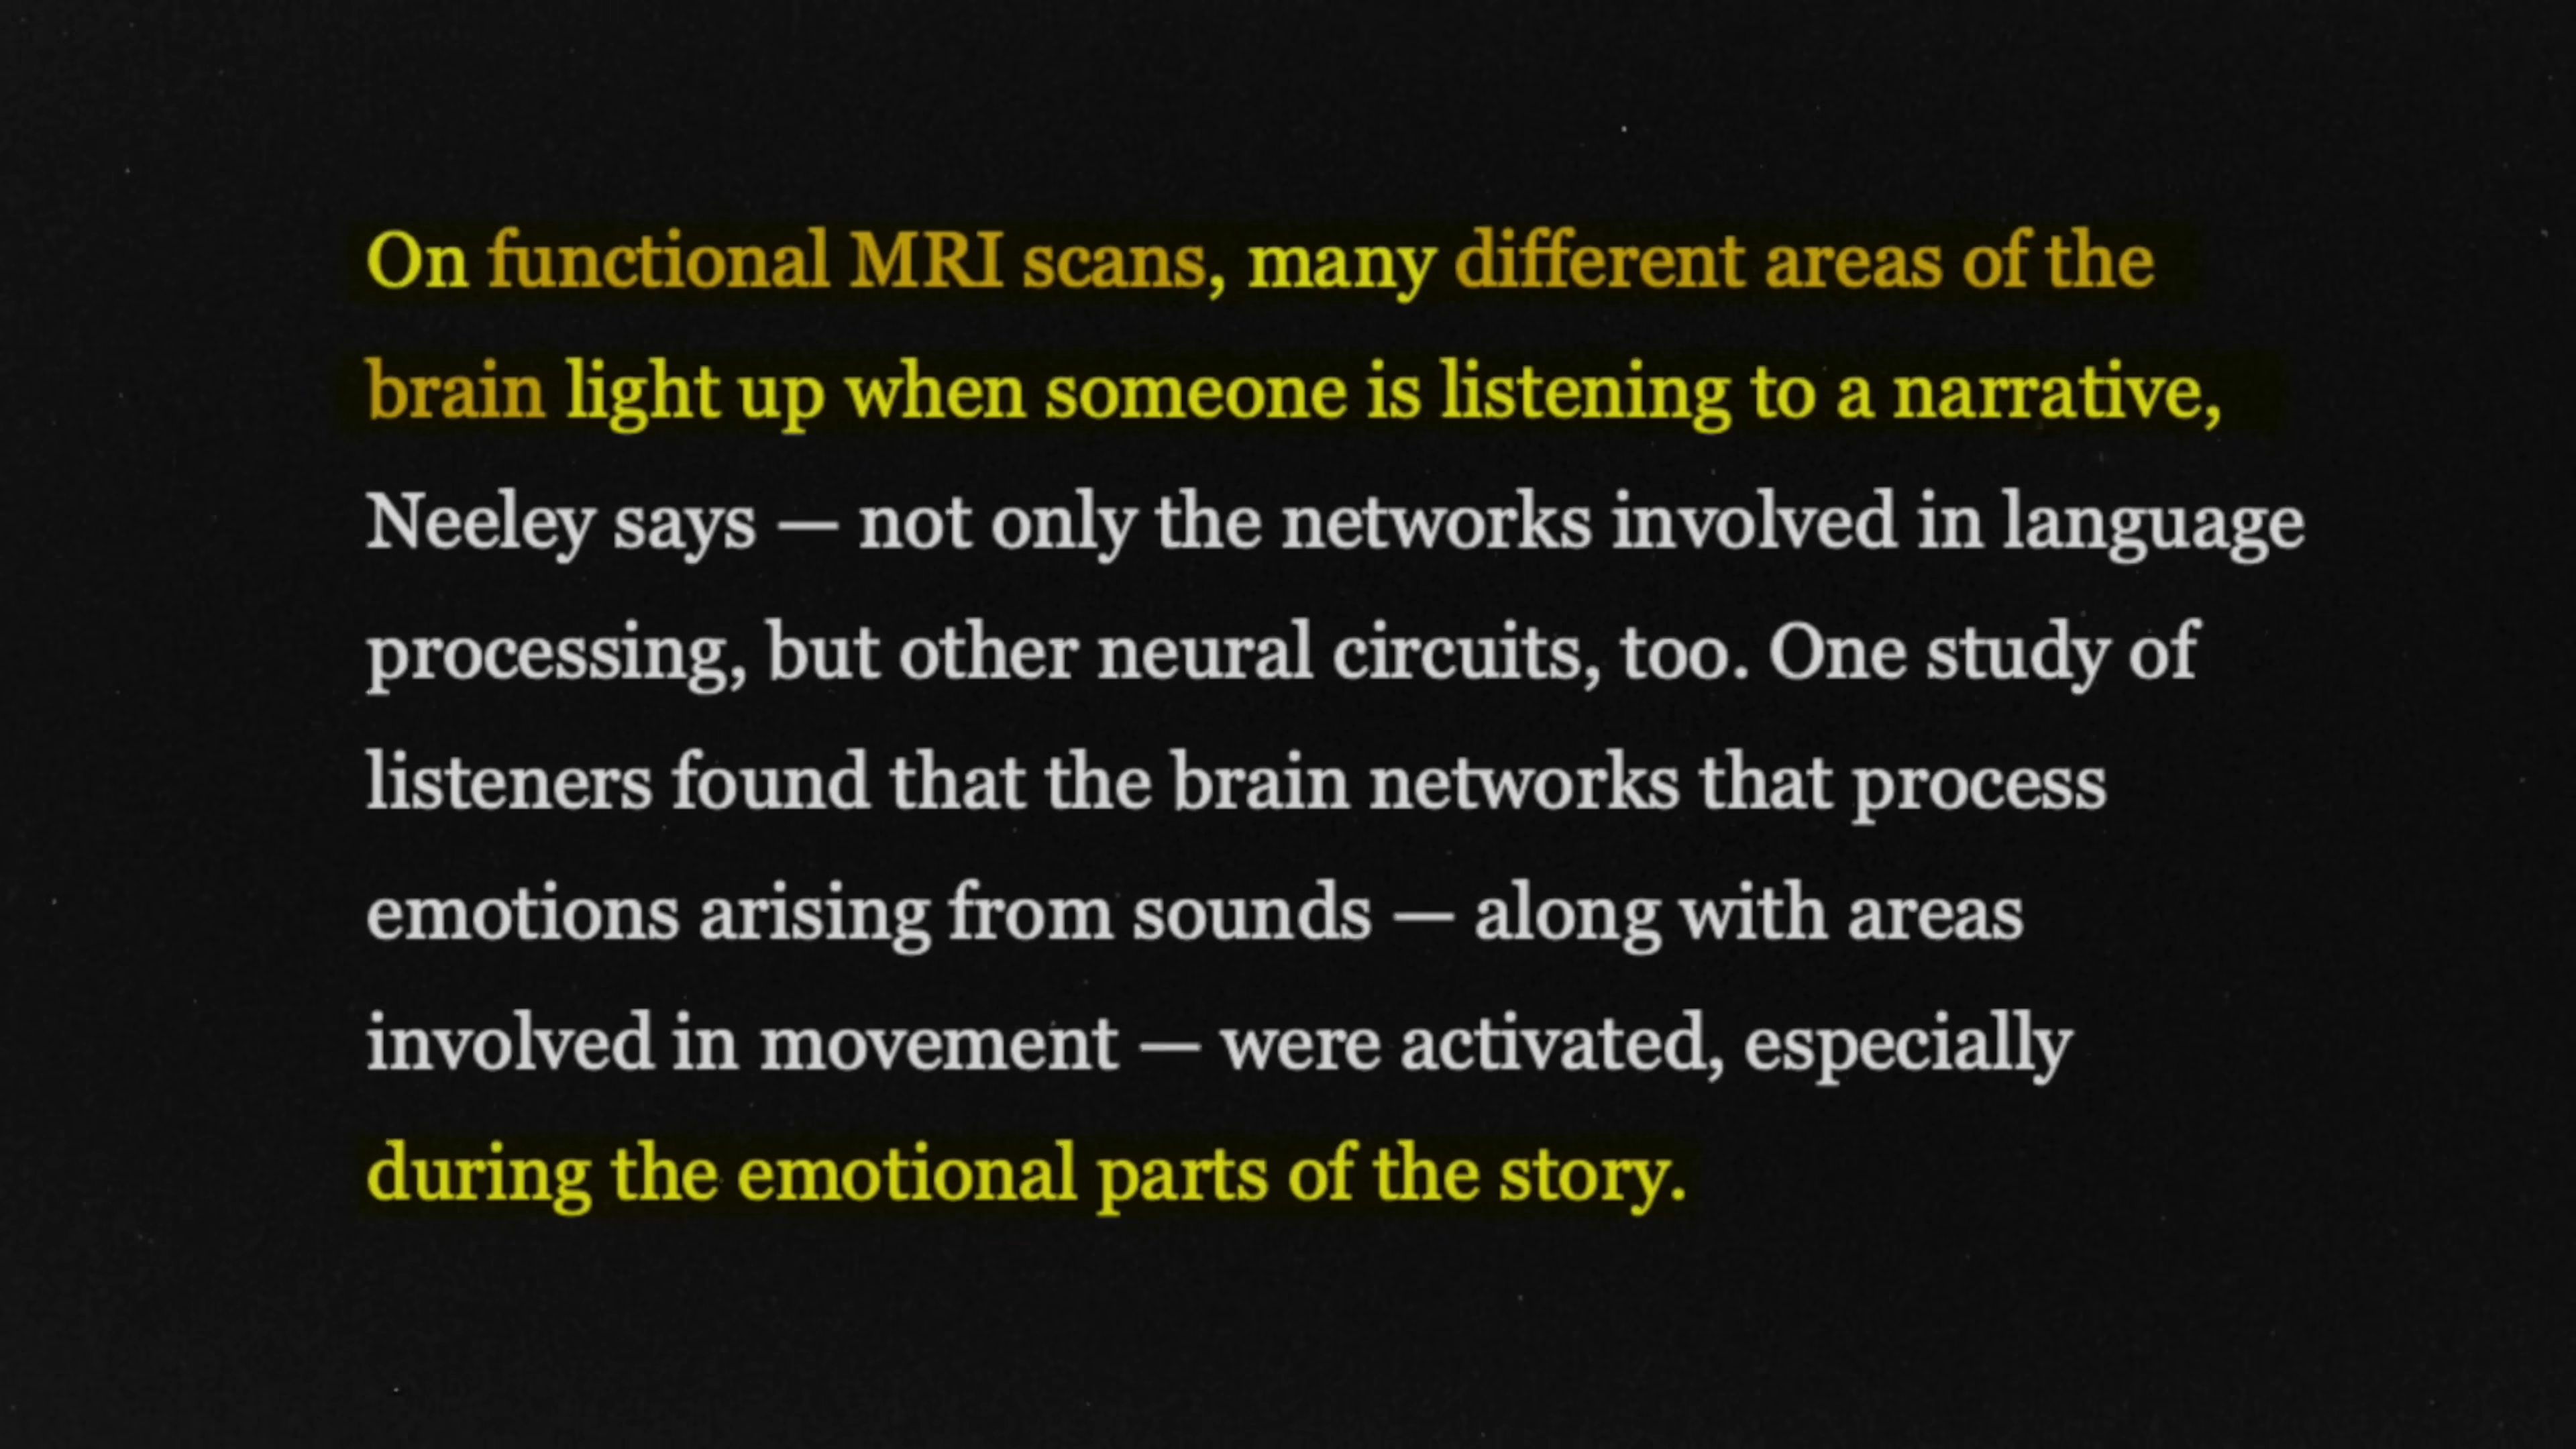 On functional MRI scans, many different areas of the
brain light up when someone is listening to a narrative,
Neeley says — not only the networks involved in language
processing, but other neural circuits, too. One study of
listeners found that the brain networks that process
emotions arising from sounds — along with areas
involved in movement — were activated, especially
during the emotional parts of the story.